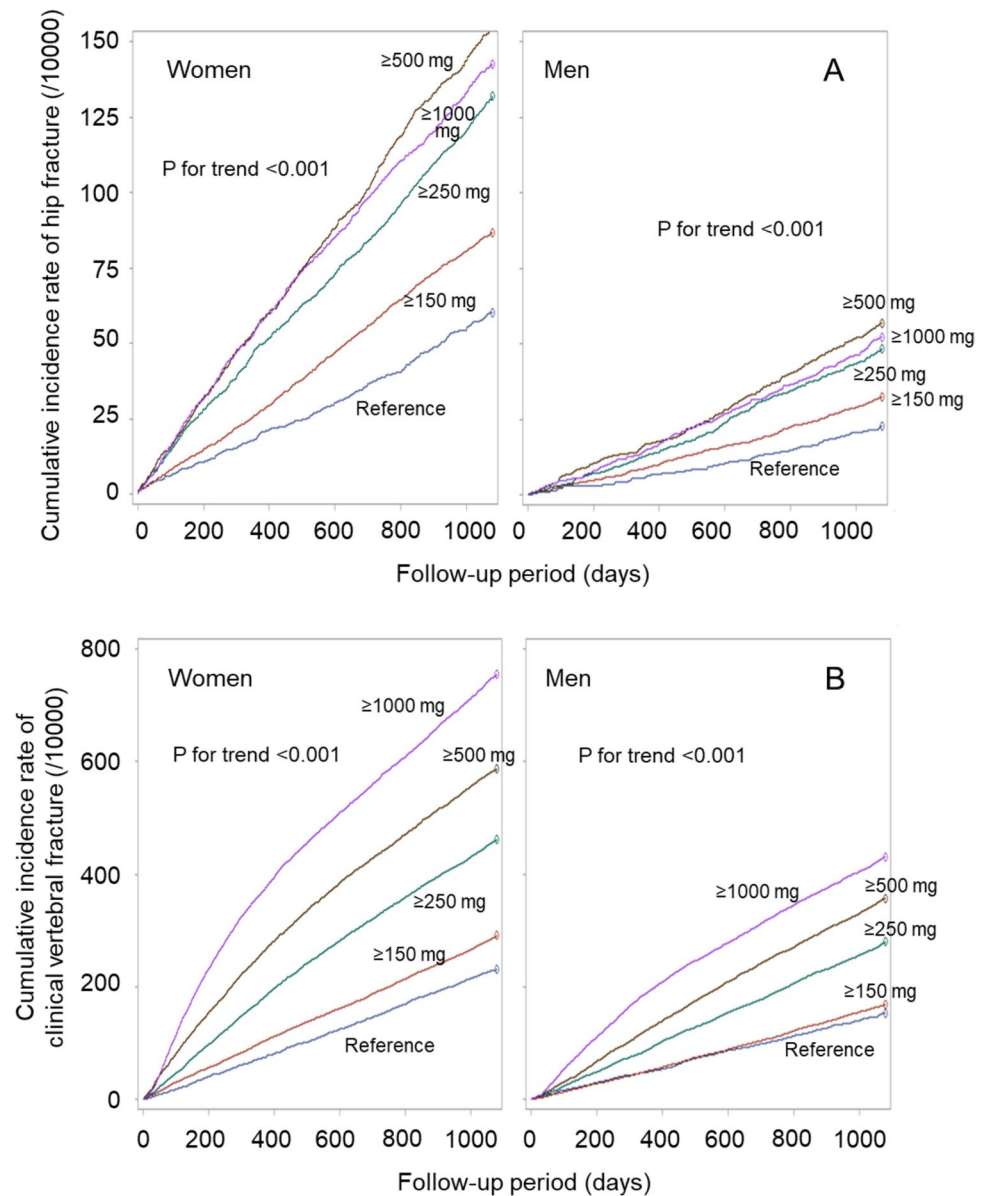 Cumulative incidence rate of hip fracture (/10000)
150
125
100
75
50
25
0
Women
P for trend <0.001
≥500 mg
≥1000
mg
≥250 mg
≥150 mg
Reference
0 200 400 600 800 1000
Men
A
P for trend <0.001
≥500 mg
≥1000 mg
≥250 mg
≥150 mg
Reference
0 200 400 600 800 1000
Follow-up period (days)
Cumulative incidence rate of
clinical vertebral fracture (/10000)
800
600
400
200
0
Women
P for trend <0.001
≥1000 mg
≥500 mg
≥250 mg
≥150 mg
Reference
0 200 400 600 800 1000
Men
B
P for trend <0.001
≥1000 mg
≥500 mg
≥250 mg
≥150 mg
Reference
0 200 400 600 800 1000
Follow-up period (days)